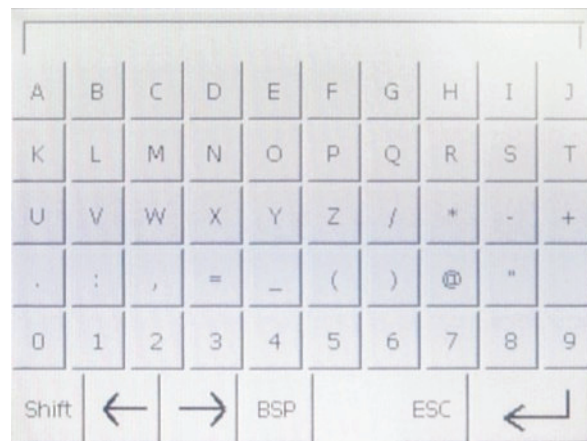 A B C D E F G H I J
K L M N O P Q R S T
U V W X Y Z / * - +
. : , = _ ( ) @ "
0 1 2 3 4 5 6 7 8 9
Shift ← → BSP ESC ↵